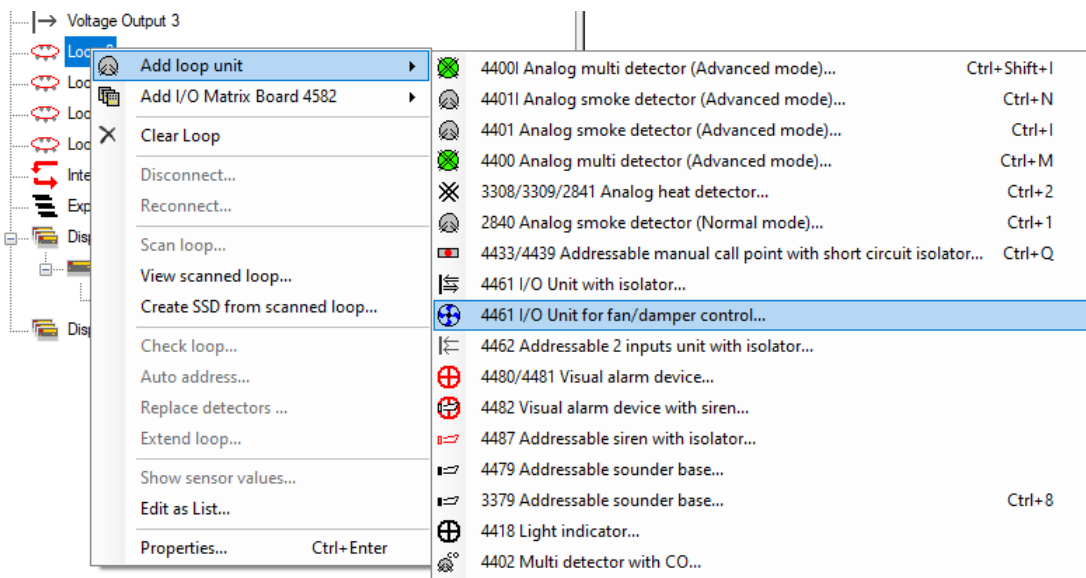 Voltage Output 3
Add loop unit
Add I/O Matrix Board 4582
Clear Loop
Disconnect...
Reconnect...
Scan loop...
View scanned loop...
Create SSD from scanned loop...
Check loop...
Auto address...
Replace detectors ...
Extend loop...
Show sensor values...
Edit as List...
Properties... Ctrl+Enter
4400I Analog multi detector (Advanced mode)... Ctrl+Shift+I
4401I Analog smoke detector (Advanced mode)... Ctrl+N
4401 Analog smoke detector (Advanced mode)... Ctrl+I
4400 Analog multi detector (Advanced mode)... Ctrl+M
3308/3309/2841 Analog heat detector... Ctrl+2
2840 Analog smoke detector (Normal mode)... Ctrl+1
4433/4439 Addressable manual call point with short circuit isolator... Ctrl+Q
4461 I/O Unit with isolator...
4461 I/O Unit for fan/damper control...
4462 Addressable 2 inputs unit with isolator...
4480/4481 Visual alarm device...
4482 Visual alarm device with siren...
4487 Addressable siren with isolator...
4479 Addressable sounder base...
3379 Addressable sounder base... Ctrl+8
4418 Light indicator...
4402 Multi detector with CO...